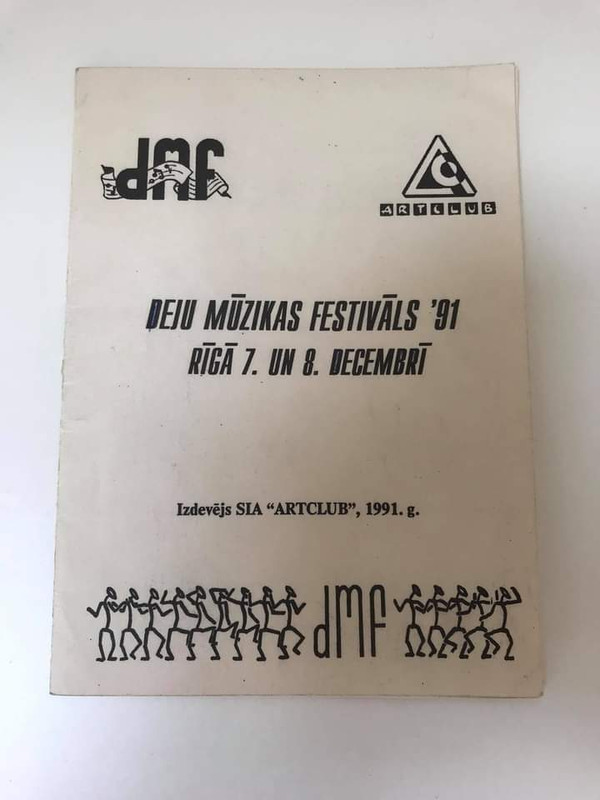 dMf
ARTCLUB
DEJU MŪZIKAS FESTIVĀLS '91
RĪGĀ 7. UN 8. DECEMBRĪ
Izdevējs SIA “ARTCLUB”, 1991. g.
dMf